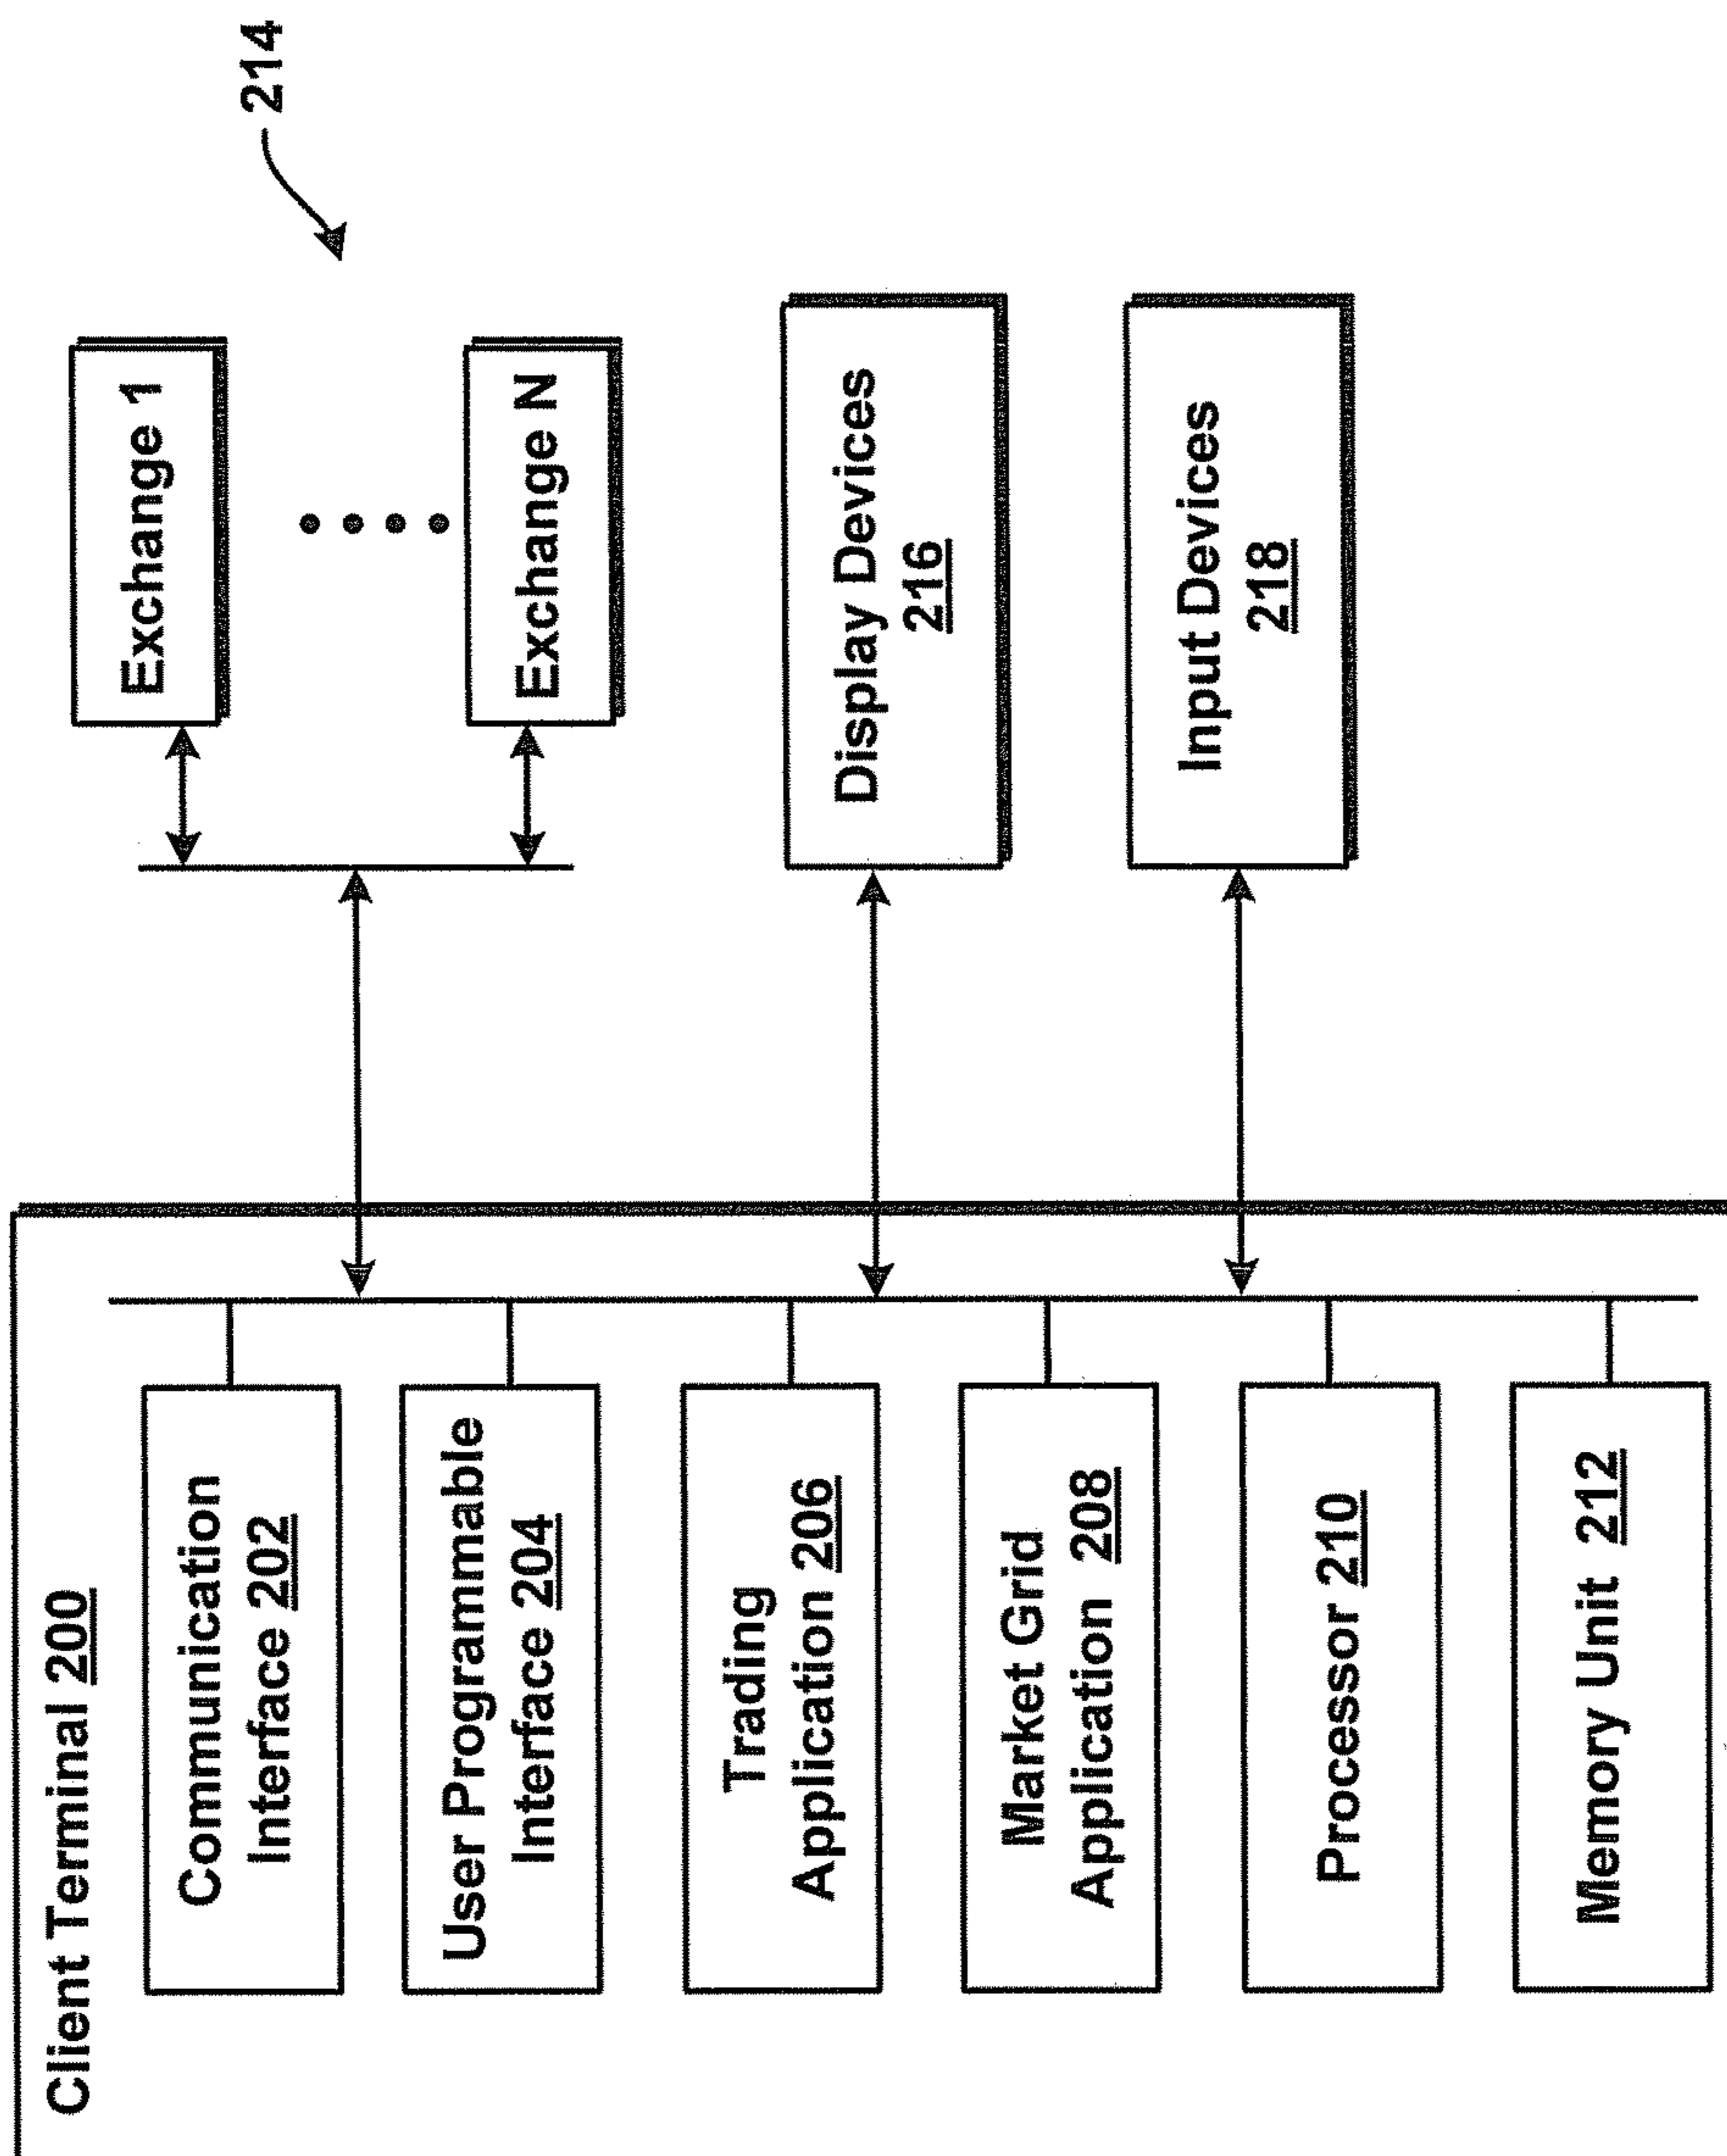 Client Terminal 200
Communication
Interface 202
User Programmable
Interface 204
Trading
Application 206
Market Grid
Application 208
Processor 210
Memory Unit 212
214
Exchange 1
Exchange N
Display Devices
216
Input Devices
218